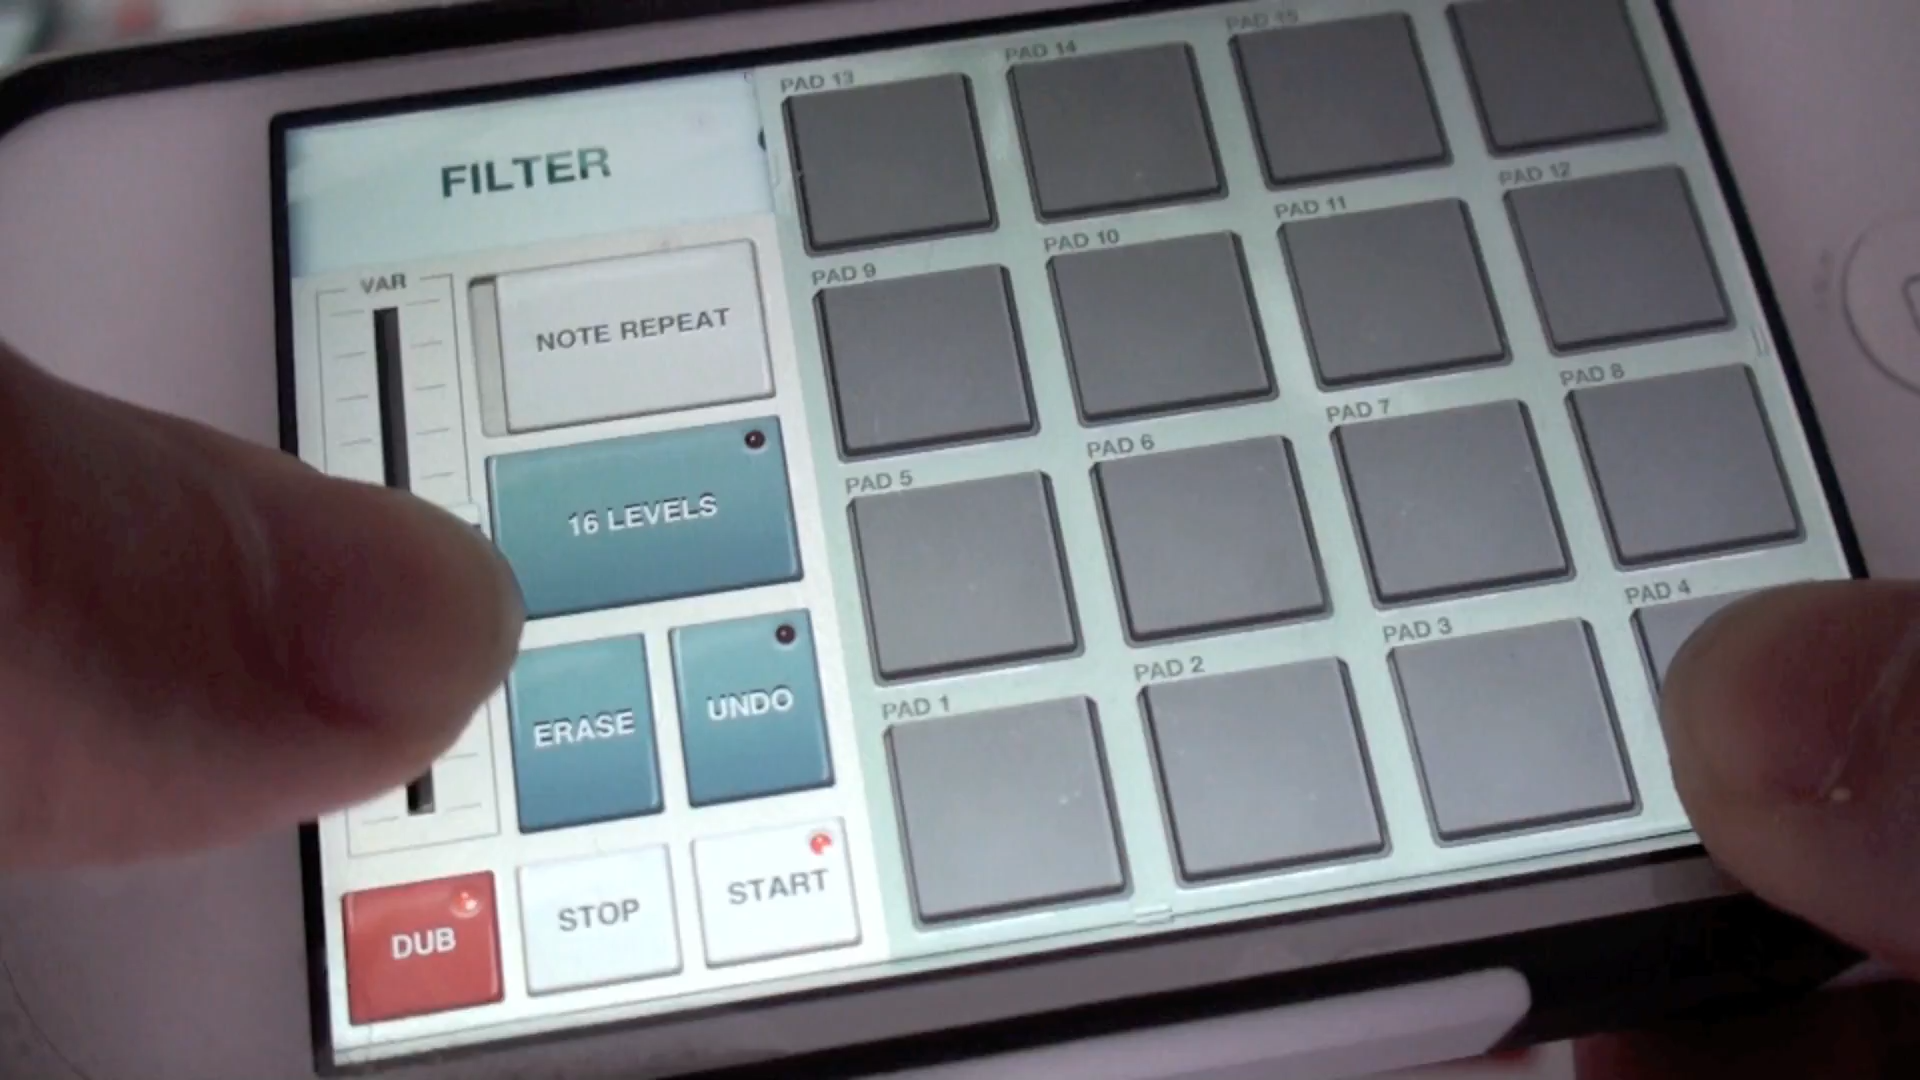 FILTER
VAR
NOTE REPEAT
16 LEVELS
ERASE
UNDO
DUB
STOP
START
PAD 13
PAD 14
PAD 15
PAD 9
PAD 10
PAD 11
PAD 12
PAD 5
PAD 6
PAD 7
PAD 8
PAD 1
PAD 2
PAD 3
PAD 4